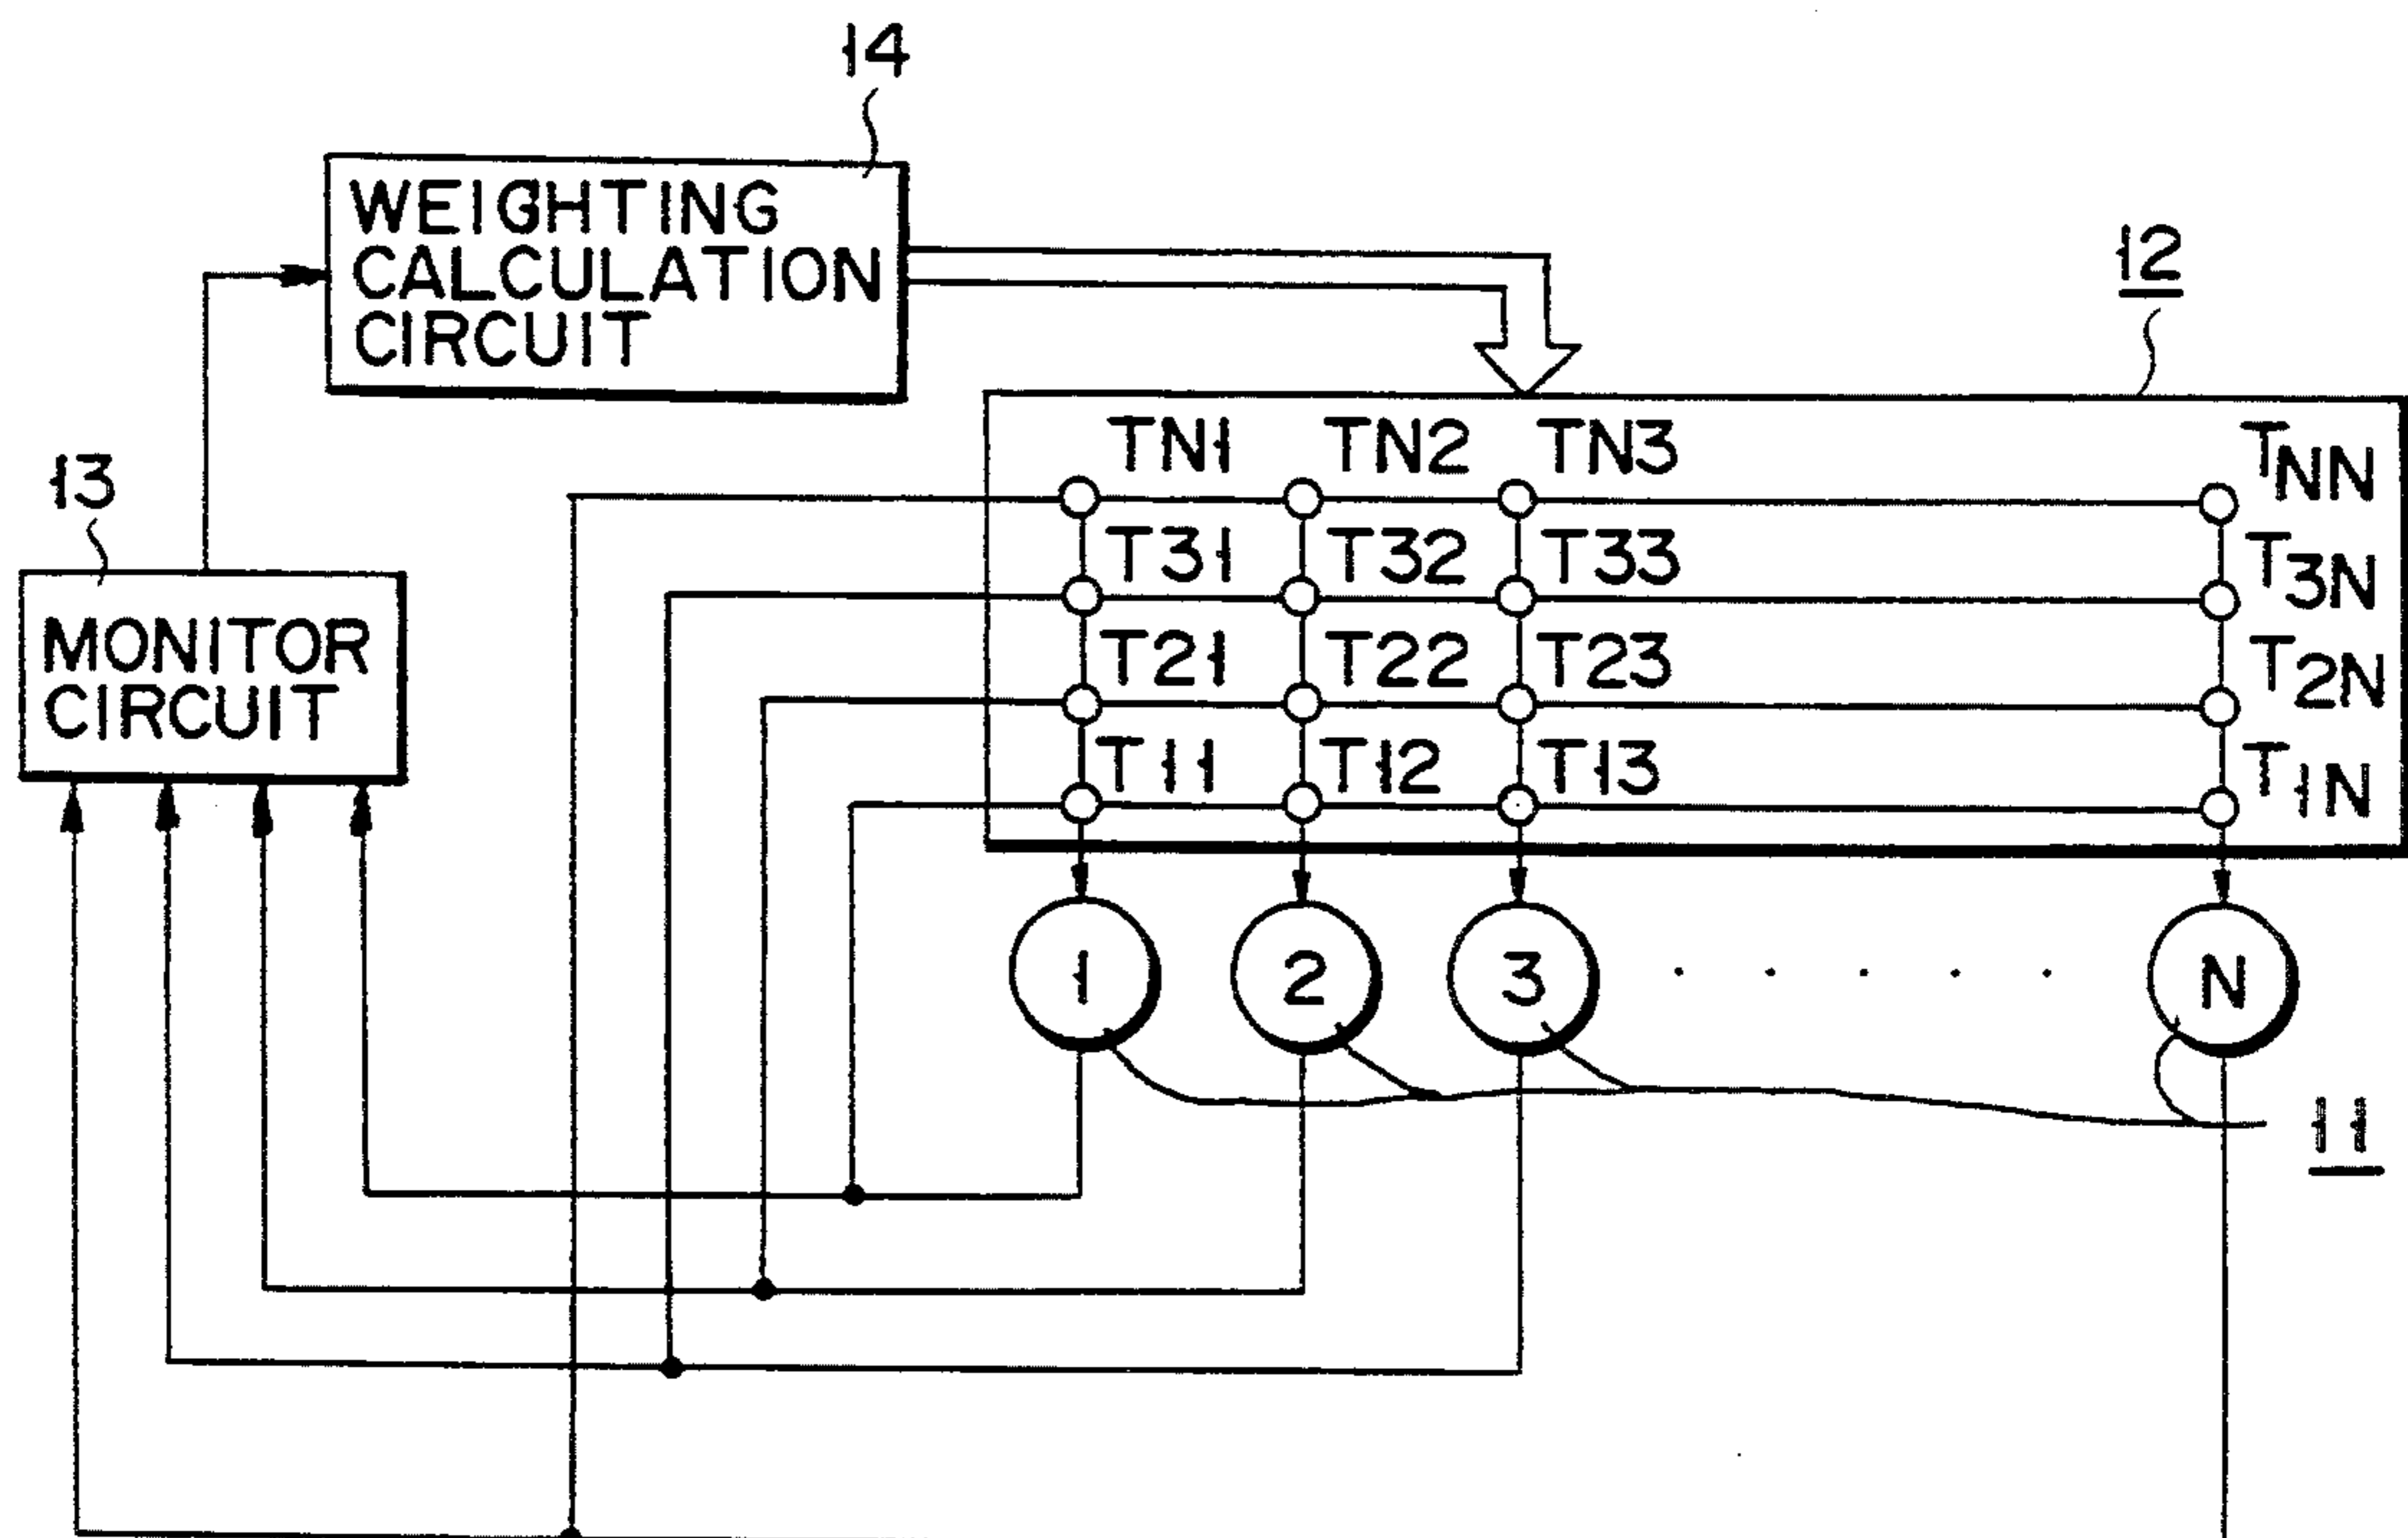 14
WEIGHTING
CALCULATION
CIRCUIT
12
13
TN1 TN2 TN3 TNN
T31 T32 T33 T3N
MONITOR
CIRCUIT
T21 T22 T23 T2N
T11 T12 T13 T1N
1 2 3 . . . . . N
11